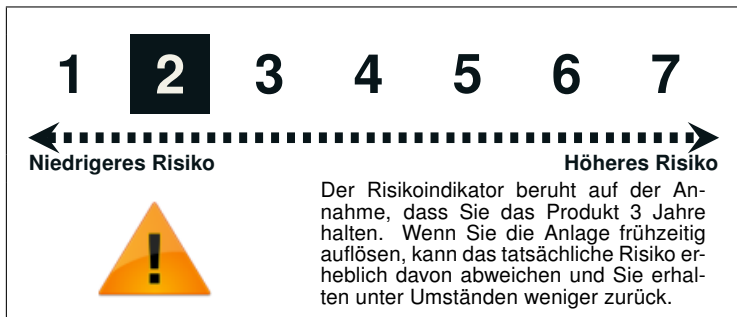 1 2 3 4 5 6 7
Niedrigeres Risiko Höheres Risiko
!
Der Risikoindikator beruht auf der An-
nahme, dass Sie das Produkt 3 Jahre
halten. Wenn Sie die Anlage frühzeitig
auflösen, kann das tatsächliche Risiko er-
heblich davon abweichen und Sie erhal-
ten unter Umständen weniger zurück.